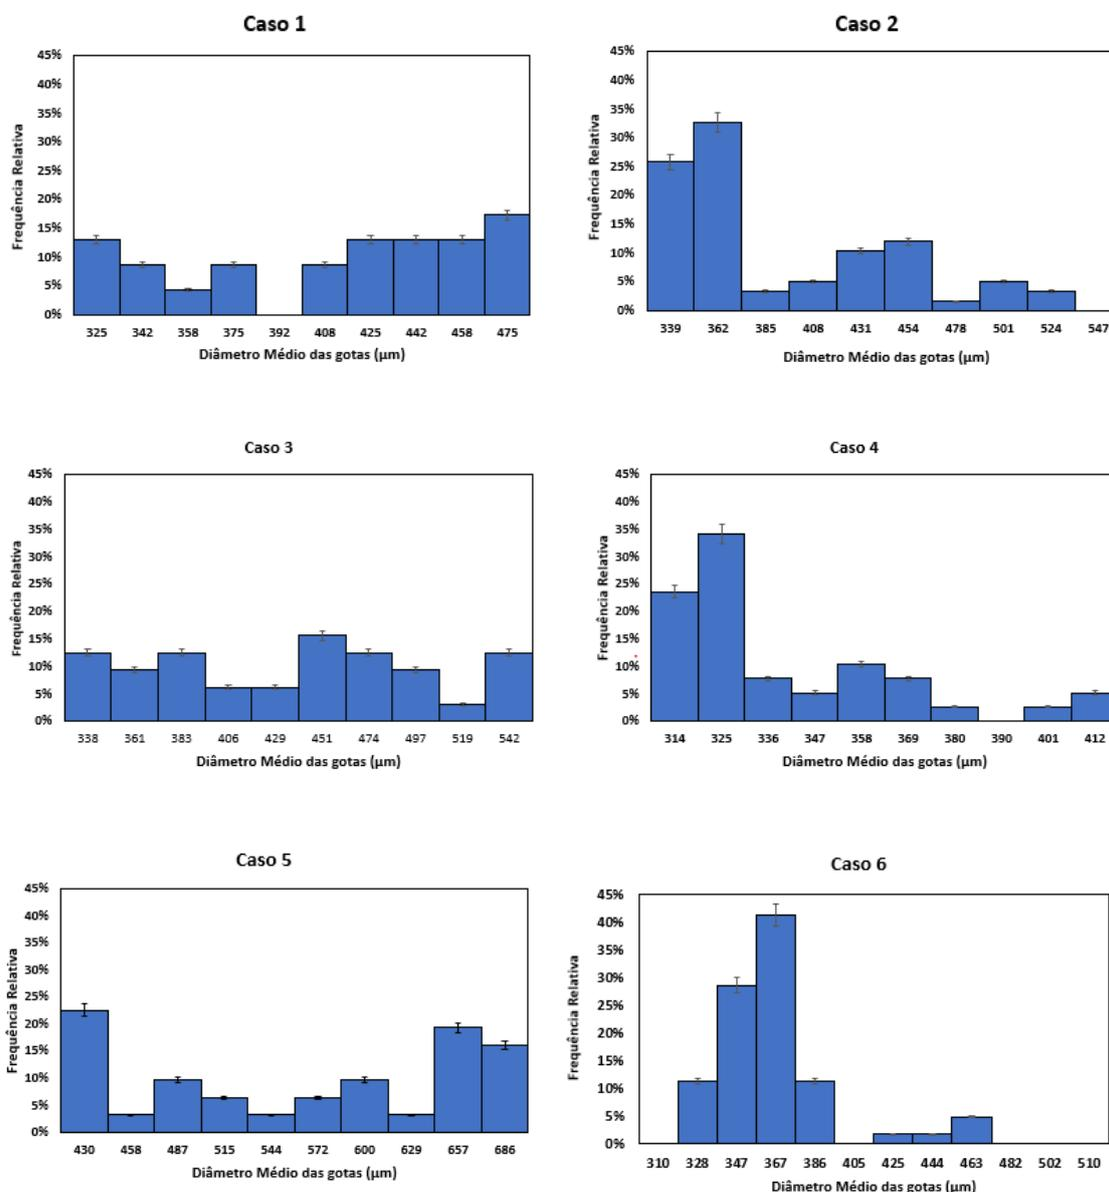 Caso 1
45%
40%
35%
30%
25%
20%
15%
10%
5%
0%
Frequência Relativa
325 342 358 375 392 408 425 442 458 475
Diâmetro Médio das gotas (μm)
Caso 2
45%
40%
35%
30%
25%
20%
15%
10%
5%
0%
Frequência Relativa
339 362 385 408 431 454 478 501 524 547
Diâmetro Médio das gotas (μm)
Caso 3
45%
40%
35%
30%
25%
20%
15%
10%
5%
0%
Frequência Relativa
338 361 383 406 429 451 474 497 519 542
Diâmetro Médio das gotas (μm)
Caso 4
45%
40%
35%
30%
25%
20%
15%
10%
5%
0%
Frequência Relativa
314 325 336 347 358 369 380 390 401 412
Diâmetro Médio das gotas (μm)
Caso 5
45%
40%
35%
30%
25%
20%
15%
10%
5%
0%
Frequência Relativa
430 458 487 515 544 572 600 629 657 686
Diâmetro Médio das gotas (μm)
Caso 6
45%
40%
35%
30%
25%
20%
15%
10%
5%
0%
Frequência Relativa
310 328 347 367 386 405 425 444 463 482 502 510
Diâmetro Médio das gotas (μm)